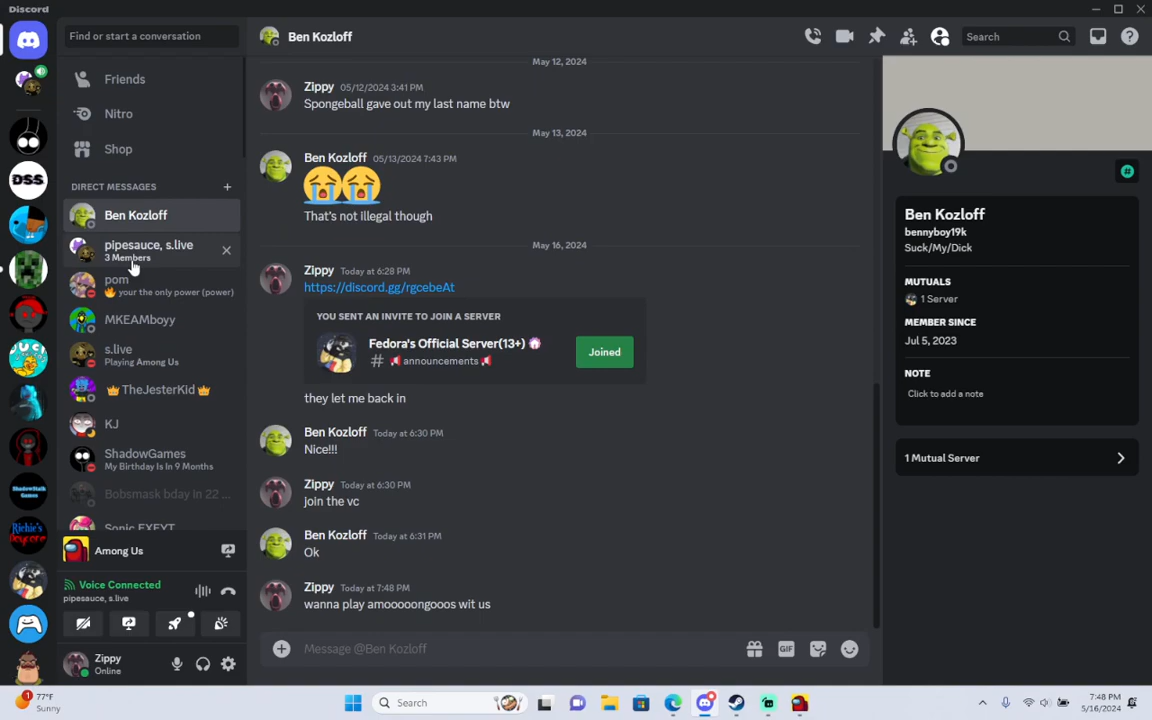 Discord
Find or start a conversation
Friends
Nitro
Shop
DIRECT MESSAGES
Ben Kozloff
pipesauce, s.live
3 Members
pom
🔥 your the only power (power)
MKEAMboyy
s.live
Playing Among Us
👑 TheJesterKid 👑
KJ
ShadowGames
My Birthday Is In 9 Months
Bobsmask bday in 22 ...
Sonic EXEYT
Among Us
Voice Connected
pipesauce, s.live
Zippy
Online
DSS
Ben Kozloff
Search
May 12, 2024
Zippy 05/12/2024 3:41 PM
Spongeball gave out my last name btw
May 13, 2024
Ben Kozloff 05/13/2024 7:43 PM
😭😭
That's not illegal though
May 16, 2024
Zippy Today at 6:28 PM
https://discord.gg/rgcebeAt
YOU SENT AN INVITE TO JOIN A SERVER
Fedora's Official Server(13+)
# 📢 announcements 📢
Joined
they let me back in
Ben Kozloff Today at 6:30 PM
Nice!!!
Zippy Today at 6:30 PM
join the vc
Ben Kozloff Today at 6:31 PM
Ok
Zippy Today at 7:48 PM
wanna play amooooongooos wit us
Message @Ben Kozloff
GIF
Ben Kozloff
bennyboy19k
Suck/My/Dick
MUTUALS
1 Server
MEMBER SINCE
Jul 5, 2023
NOTE
Click to add a note
1 Mutual Server
77°F
Sunny
Search
7:48 PM
5/16/2024